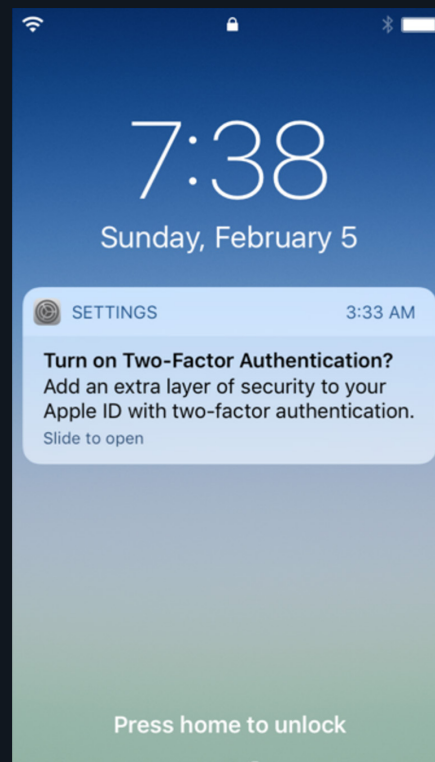 7:38
Sunday, February 5
SETTINGS 3:33 AM
Turn on Two-Factor Authentication?
Add an extra layer of security to your
Apple ID with two-factor authentication.
Slide to open
Press home to unlock